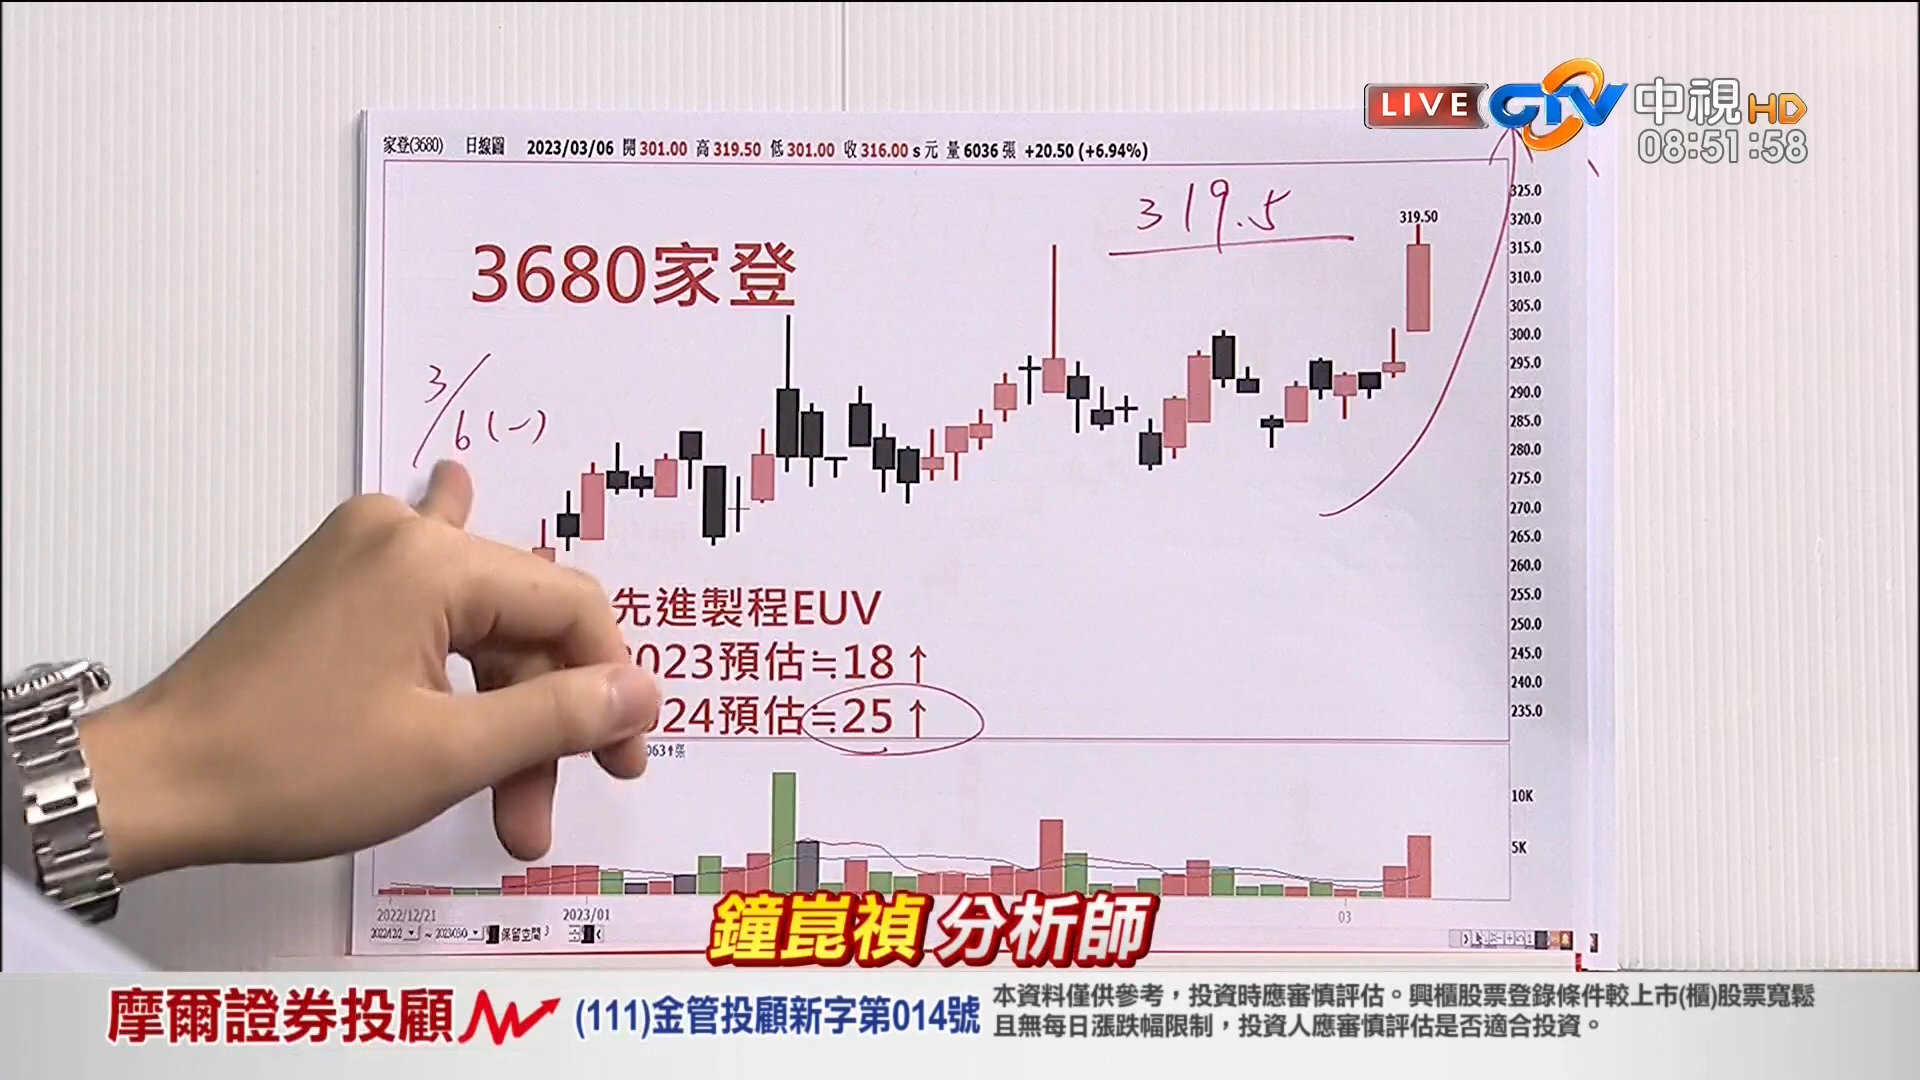 LIVE CTV 中視 HD
08:51:58
家登(3680) 日線圖 2023/03/06 開 301.00 高 319.50 低 301.00 收 316.00 s 元 量 6036 張 +20.50 (+6.94%)
319.5
319.50
3680家登
3/6(一)
325.0
320.0
315.0
310.0
305.0
300.0
295.0
290.0
285.0
280.0
275.0
270.0
265.0
260.0
255.0
250.0
245.0
240.0
235.0
先進製程EUV
023預估≒18↑
024預估≒25↑
063↑張
10K
5K
2022/12/21
2023/01
03
保留空間 3
鐘崑禎 分析師
摩爾證券投顧
(111)金管投顧新字第014號
本資料僅供參考，投資時應審慎評估。興櫃股票登錄條件較上市(櫃)股票寬鬆
且無每日漲跌幅限制，投資人應審慎評估是否適合投資。